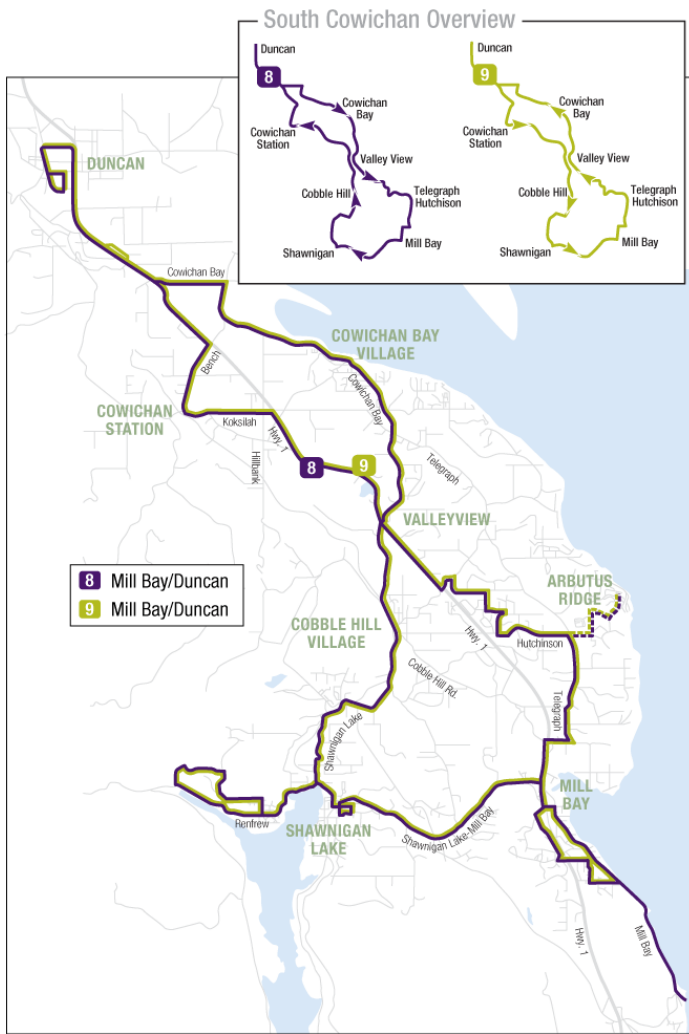 South Cowichan Overview
Duncan
8
Cowichan
Bay
Cowichan
Station
Valley View
Cobble Hill
Telegraph
Hutchison
Shawnigan
Mill Bay
Duncan
9
Cowichan
Bay
Cowichan
Station
Valley View
Cobble Hill
Telegraph
Hutchison
Shawnigan
Mill Bay
DUNCAN
Cowichan Bay
COWICHAN BAY
VILLAGE
Bench
Cowichan Bay
COWICHAN
STATION
Koksilah
Hwy. 1
Hillbank
8
9
Telegraph
VALLEYVIEW
8 Mill Bay/Duncan
9 Mill Bay/Duncan
ARBUTUS
RIDGE
COBBLE HILL
VILLAGE
Hwy. 1
Hutchinson
Cobble Hill Rd.
Telegraph
Shawnigan Lake
MILL
BAY
Renfrew
SHAWNIGAN
LAKE
Shawnigan Lake-Mill Bay
Hwy. 1
Mill Bay